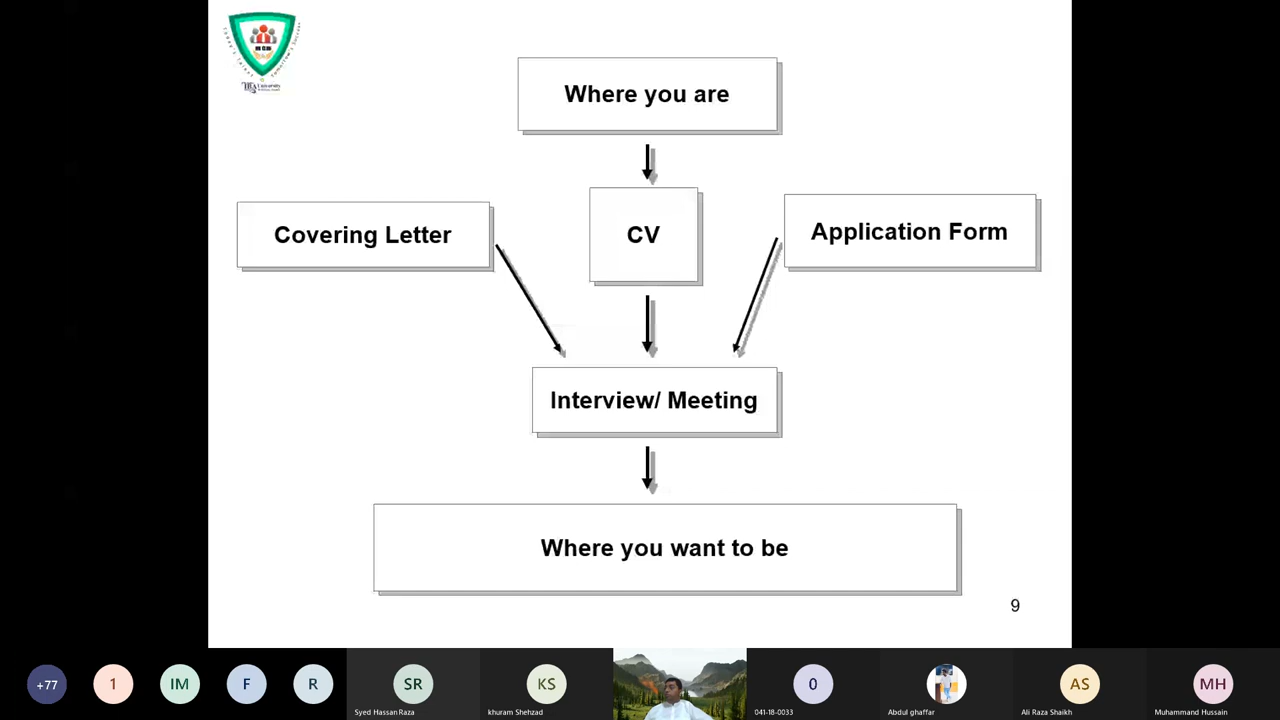 Where you are
Covering Letter
CV
Application Form
Interview/ Meeting
Where you want to be
9
+77
1
IM
F
R
SR
KS
0
AS
MH
Syed Hassan Raza
khuram Shehzad
041-18-0033
Abdul ghaffar
Ali Raza Shaikh
Muhammand Hussain